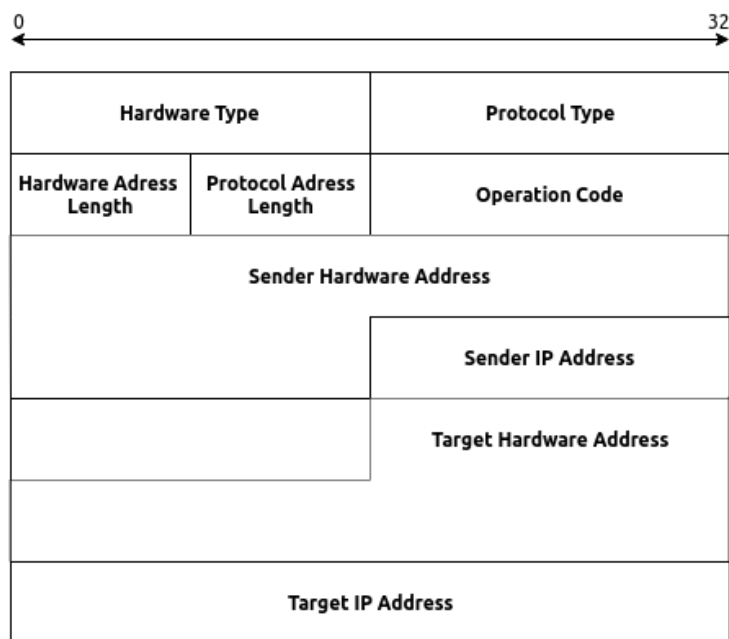 0 32
Hardware Type Protocol Type
Hardware Adress Protocol Adress Operation Code
Length Length
Sender Hardware Address
Sender IP Address
Target Hardware Address
Target IP Address